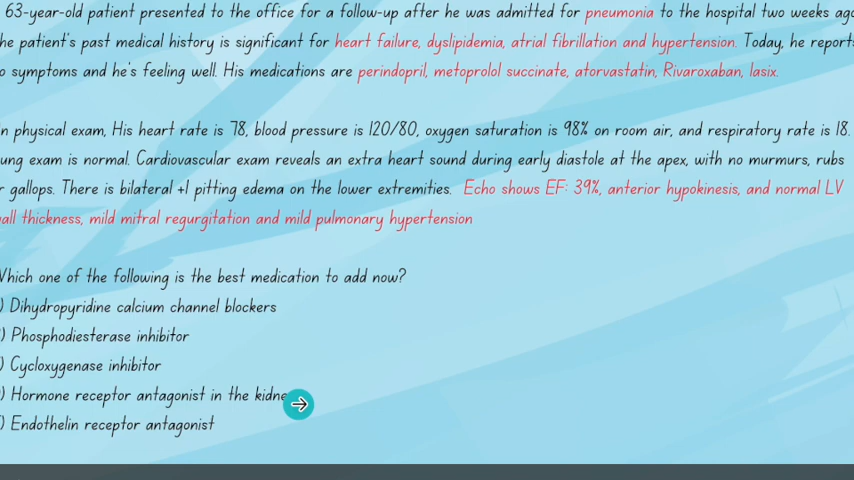 63-year-old patient presented to the office for a follow-up after he was admitted for pneumonia to the hospital two weeks ago
he patient's past medical history is significant for heart failure, dyslipidemia, atrial fibrillation and hypertension. Today, he reports
o symptoms and he's feeling well. His medications are perindopril, metoprolol succinate, atorvastatin, Rivaroxaban, lasix.
n physical exam, His heart rate is 78, blood pressure is 120/80, oxygen saturation is 98% on room air, and respiratory rate is 18.
ung exam is normal. Cardiovascular exam reveals an extra heart sound during early diastole at the apex, with no murmurs, rubs
r gallops. There is bilateral +1 pitting edema on the lower extremities. Echo shows EF: 39%, anterior hypokinesis, and normal LV
all thickness, mild mitral regurgitation and mild pulmonary hypertension
Which one of the following is the best medication to add now?
) Dihydropyridine calcium channel blockers
) Phosphodiesterase inhibitor
) Cycloxygenase inhibitor
) Hormone receptor antagonist in the kidne
) Endothelin receptor antagonist